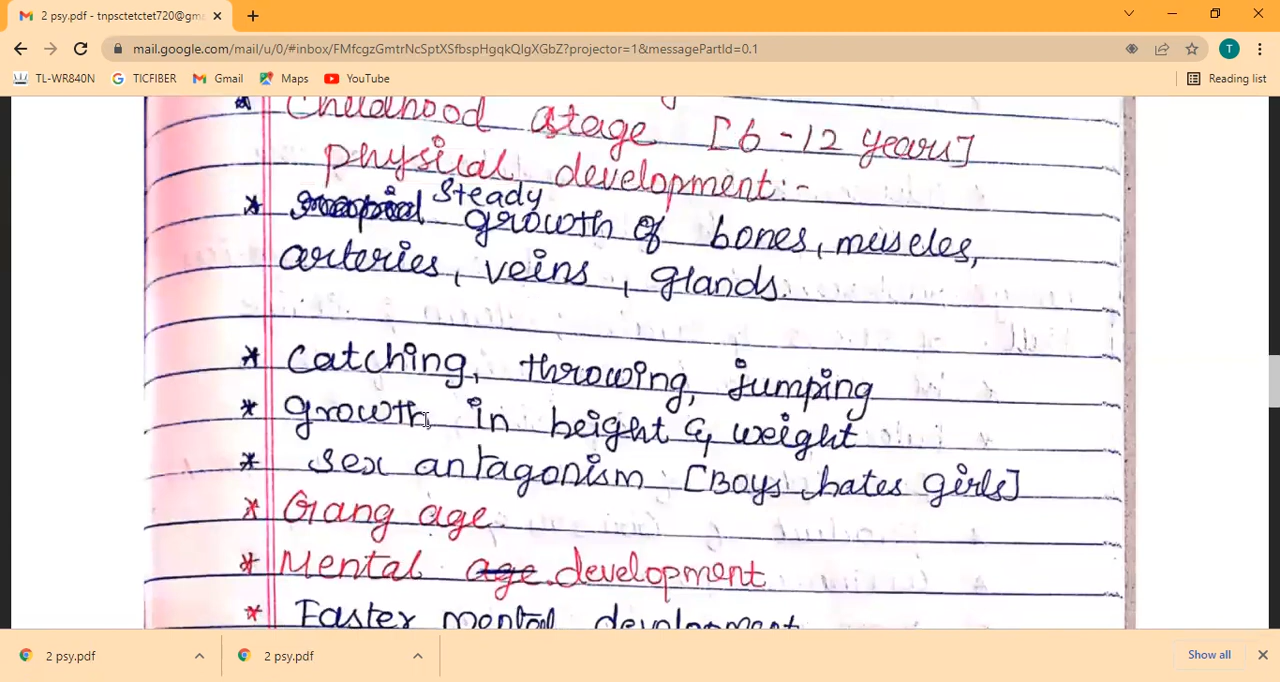 2 psy.pdf - tnpsctetctet720@gm
mail.google.com/mail/u/0/#inbox/FMfcgzGmtrNcSptXSfbspHgqkQlgXGbZ?projector=1&messagePartId=0.1
TL-WR840N TICFIBER Gmail Maps YouTube Reading list
T
* Childhood stage [6-12 years]
physical development:-
* Steady growth of bones, muscles,
arteries, veins, glands.
* Catching, throwing, jumping
* growth in height & weight
* Sex antagonism [Boys hates girls]
* Gang age.
* Mental age development
* Faster mental development
2 psy.pdf 2 psy.pdf Show all